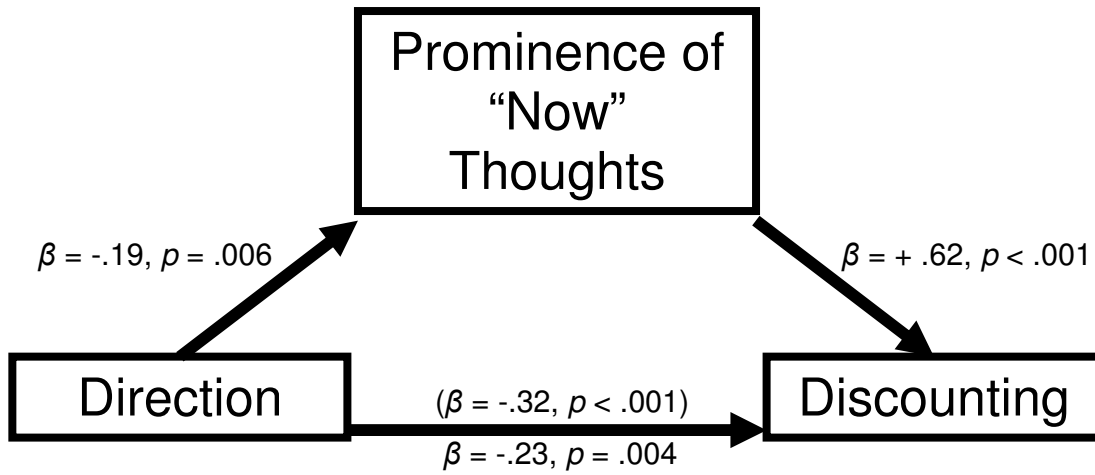 Prominence of
“Now”
Thoughts
β = -.19, p = .006
β = + .62, p < .001
Direction
(β = -.32, p < .001)
β = -.23, p = .004
Discounting